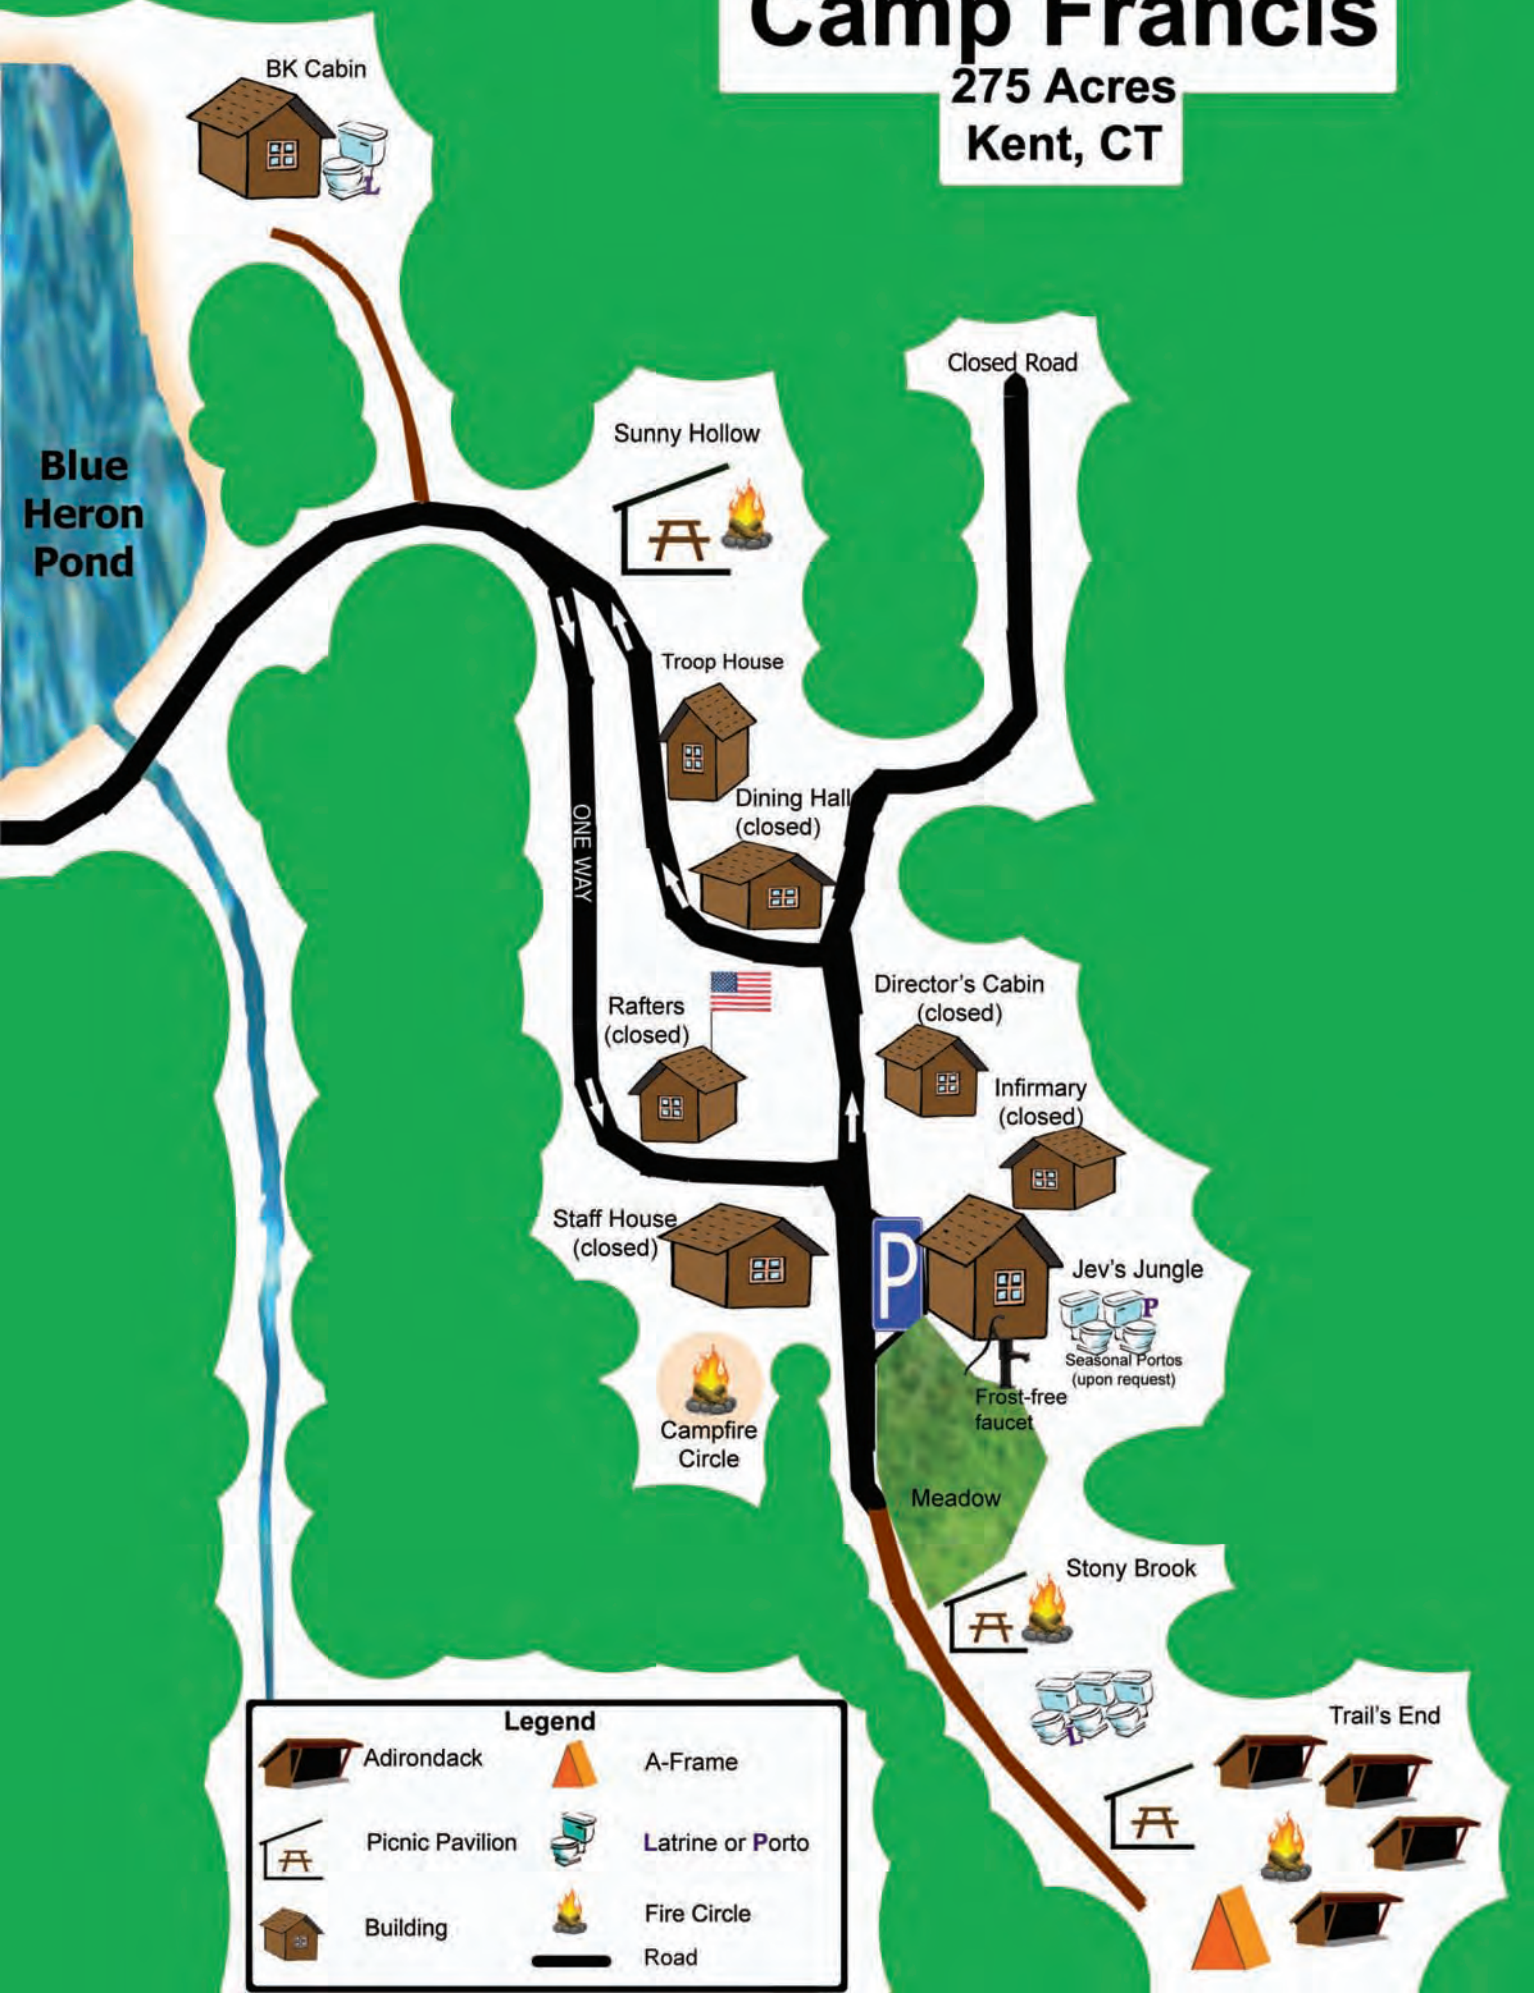 Camp Francis
275 Acres
Kent, CT
BK Cabin
L
Closed Road
Sunny Hollow
Blue
Heron
Pond
Troop House
Dining Hall
(closed)
ONE WAY
Director's Cabin
(closed)
Rafters
(closed)
Infirmary
(closed)
Staff House
(closed)
P
Jev's Jungle
P
Seasonal Portos
(upon request)
Frost-free
faucet
Campfire
Circle
Meadow
Stony Brook
L
Trail's End
Legend
Adirondack
A-Frame
Picnic Pavilion
Latrine or Porto
Building
Fire Circle
Road